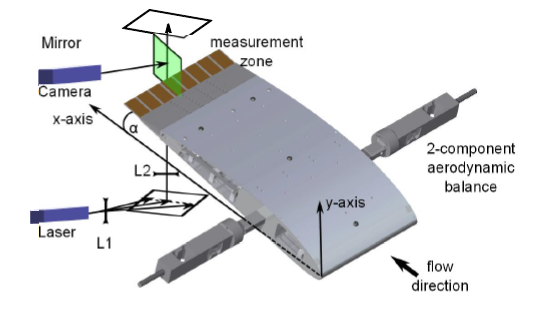 Mirror
measurement
zone
Camera
x-axis
α
2-component
aerodynamic
balance
L2
y-axis
Laser
L1
flow
direction